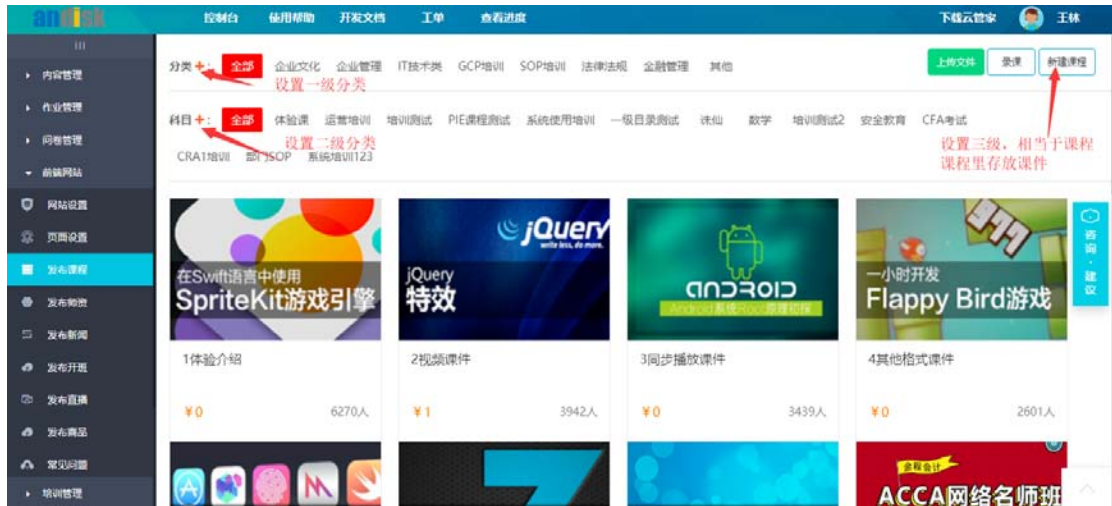 andisk
控制台 使用帮助 开发文档 工单 查看进度 下载云管家 王林
内容管理
作业管理
问卷管理
前端网站
网站设置
页面设置
发布课程
发布师资
发布新闻
发布开班
发布直播
发布商品
常见问题
培训管理
分类+: 全部 企业文化 企业管理 IT技术类 GCP培训 SOP培训 法律法规 金融管理 其他
上传文件 录课 新建课程
设置一级分类
科目+: 全部 体验课 运营培训 培训测试 PIE课程测试 系统使用培训 一级目录测试 诛仙 数学 培训测试2 安全教育 CFA考试
设置二级分类
CRA1培训 部门SOP 系统培训123
设置三级，相当于课程
课程里存放课件
咨询·建议
在Swift语言中使用
SpriteKit游戏引擎
1体验介绍
¥0 6270人
jQuery
write less, do more.
jQuery
特效
2视频课件
¥1 3942人
ANDROID
3同步播放课件
¥0 3439人
一小时开发
Flappy Bird游戏
4其他格式课件
¥0 2601人
金程会计
ACCA网络名师班